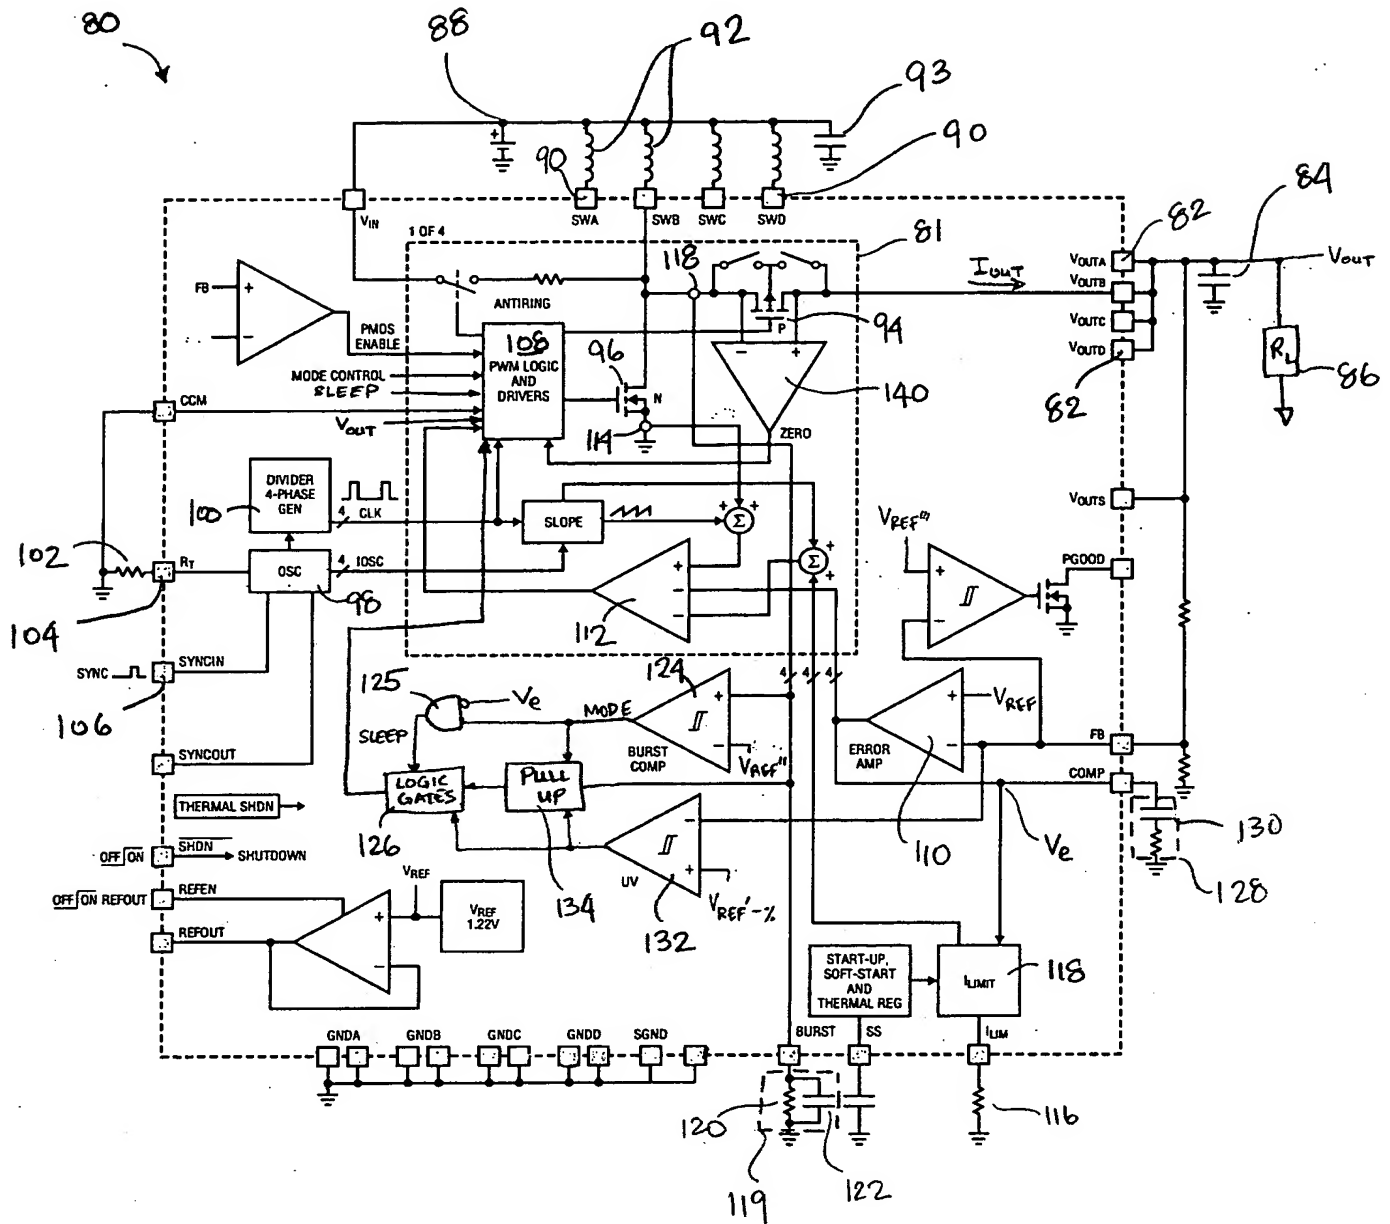 80
88
92
93
90
90
+
SWA
SWB
SWC
SWD
VIN
1 OF 4
81
82
84
VOUTA
VOUT
VOUTB
VOUTC
VOUTD
IOUT
RL
86
82
118
FB
+
−
ANTIRING
PMOS
ENABLE
108
PWM LOGIC
AND
DRIVERS
96
N
P
94
− +
140
ZERO
MODE CONTROL
SLEEP
CCM
VOUT
114
DIVIDER
4-PHASE
GEN
100
4 CLK
SLOPE
+ +
Σ
VOUTS
102
RT
OSC
4 IOSC
98
104
+
−
−
112
Σ
+
+
VREF'''
+
−
PGOOD
SYNCIN
SYNC
106
4 4 4
125
Ve
124
+
−
MODE
BURST
COMP
VREF''
SLEEP
+
−
VREF
ERROR
AMP
110
FB
COMP
SYNCOUT
LOGIC
GATES
126
PULL
UP
134
THERMAL SHDN
OFF ON
SHDN
SHUTDOWN
−
+
UV
132
VREF'-%
Ve
130
128
OFF ON REFOUT
REFEN
REFOUT
VREF
+
−
VREF
1.22V
START-UP,
SOFT-START
AND
THERMAL REG
ILIMIT
118
GNDA
GNDB
GNDC
GNDD
SGND
BURST
SS
ILIM
120
119
122
116